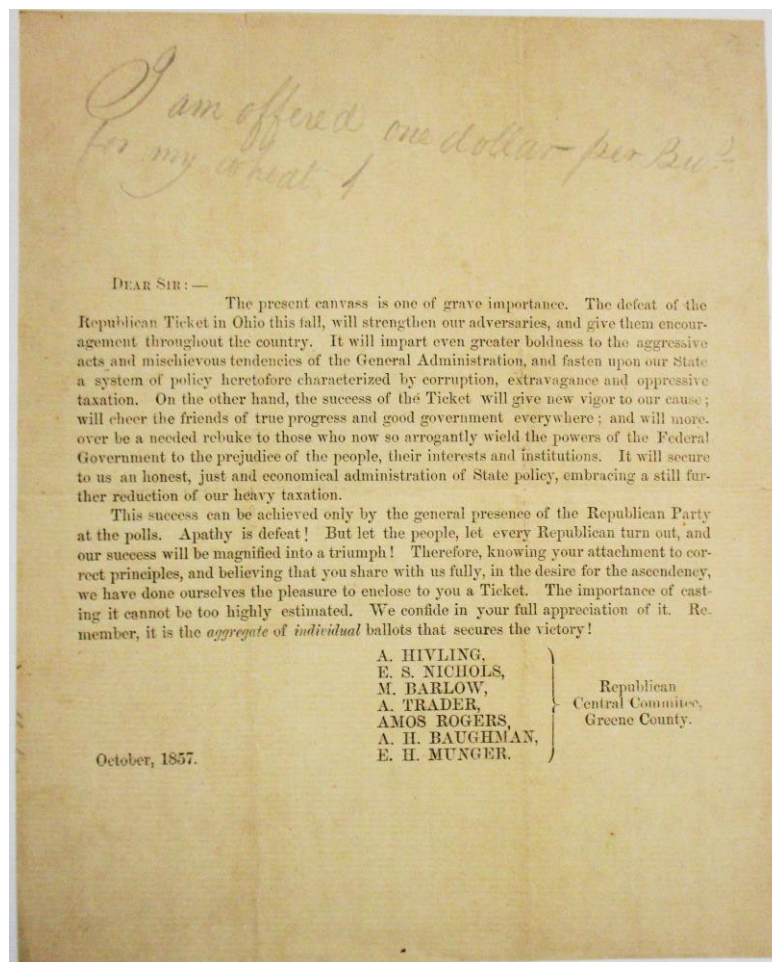 I am offered one dollar per Bus
for my wheat
DEAR SIR:—
The present canvass is one of grave importance. The defeat of the
Republican Ticket in Ohio this fall, will strengthen our adversaries, and give them encour-
agement throughout the country. It will impart even greater boldness to the aggressive
acts and mischievous tendencies of the General Administration, and fasten upon our State
a system of policy heretofore characterized by corruption, extravagance and oppressive
taxation. On the other hand, the success of the Ticket will give new vigor to our cause;
will cheer the friends of true progress and good government everywhere; and will more-
over be a needed rebuke to those who now so arrogantly wield the powers of the Federal
Government to the prejudice of the people, their interests and institutions. It will secure
to us an honest, just and economical administration of State policy, embracing a still fur-
ther reduction of our heavy taxation.
This success can be achieved only by the general presence of the Republican Party
at the polls. Apathy is defeat! But let the people, let every Republican turn out, and
our success will be magnified into a triumph! Therefore, knowing your attachment to cor-
rect principles, and believing that you share with us fully, in the desire for the ascendency,
we have done ourselves the pleasure to enclose to you a Ticket. The importance of cast-
ing it cannot be too highly estimated. We confide in your full appreciation of it. Re-
member, it is the aggregate of individual ballots that secures the victory!
A. HIVLING,
E. S. NICHOLS,
M. BARLOW,
A. TRADER,
AMOS ROGERS,
A. H. BAUGHMAN,
E. H. MUNGER.
Republican
Central Commitee,
Greene County.
October, 1857.